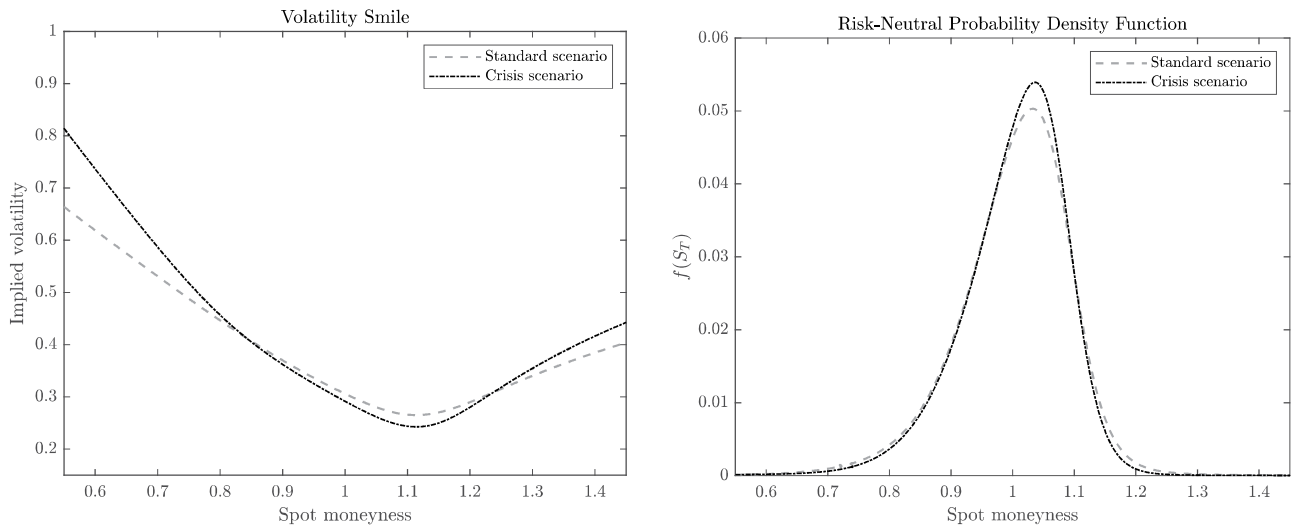 Volatility Smile
1
0.9
0.8
0.7
0.6
0.5
0.4
0.3
0.2
Implied volatility
Standard scenario
Crisis scenario
0.6 0.7 0.8 0.9 1 1.1 1.2 1.3 1.4
Spot moneyness
Risk-Neutral Probability Density Function
0.06
0.05
0.04
0.03
0.02
0.01
0
f(S_T)
Standard scenario
Crisis scenario
0.6 0.7 0.8 0.9 1 1.1 1.2 1.3 1.4
Spot moneyness